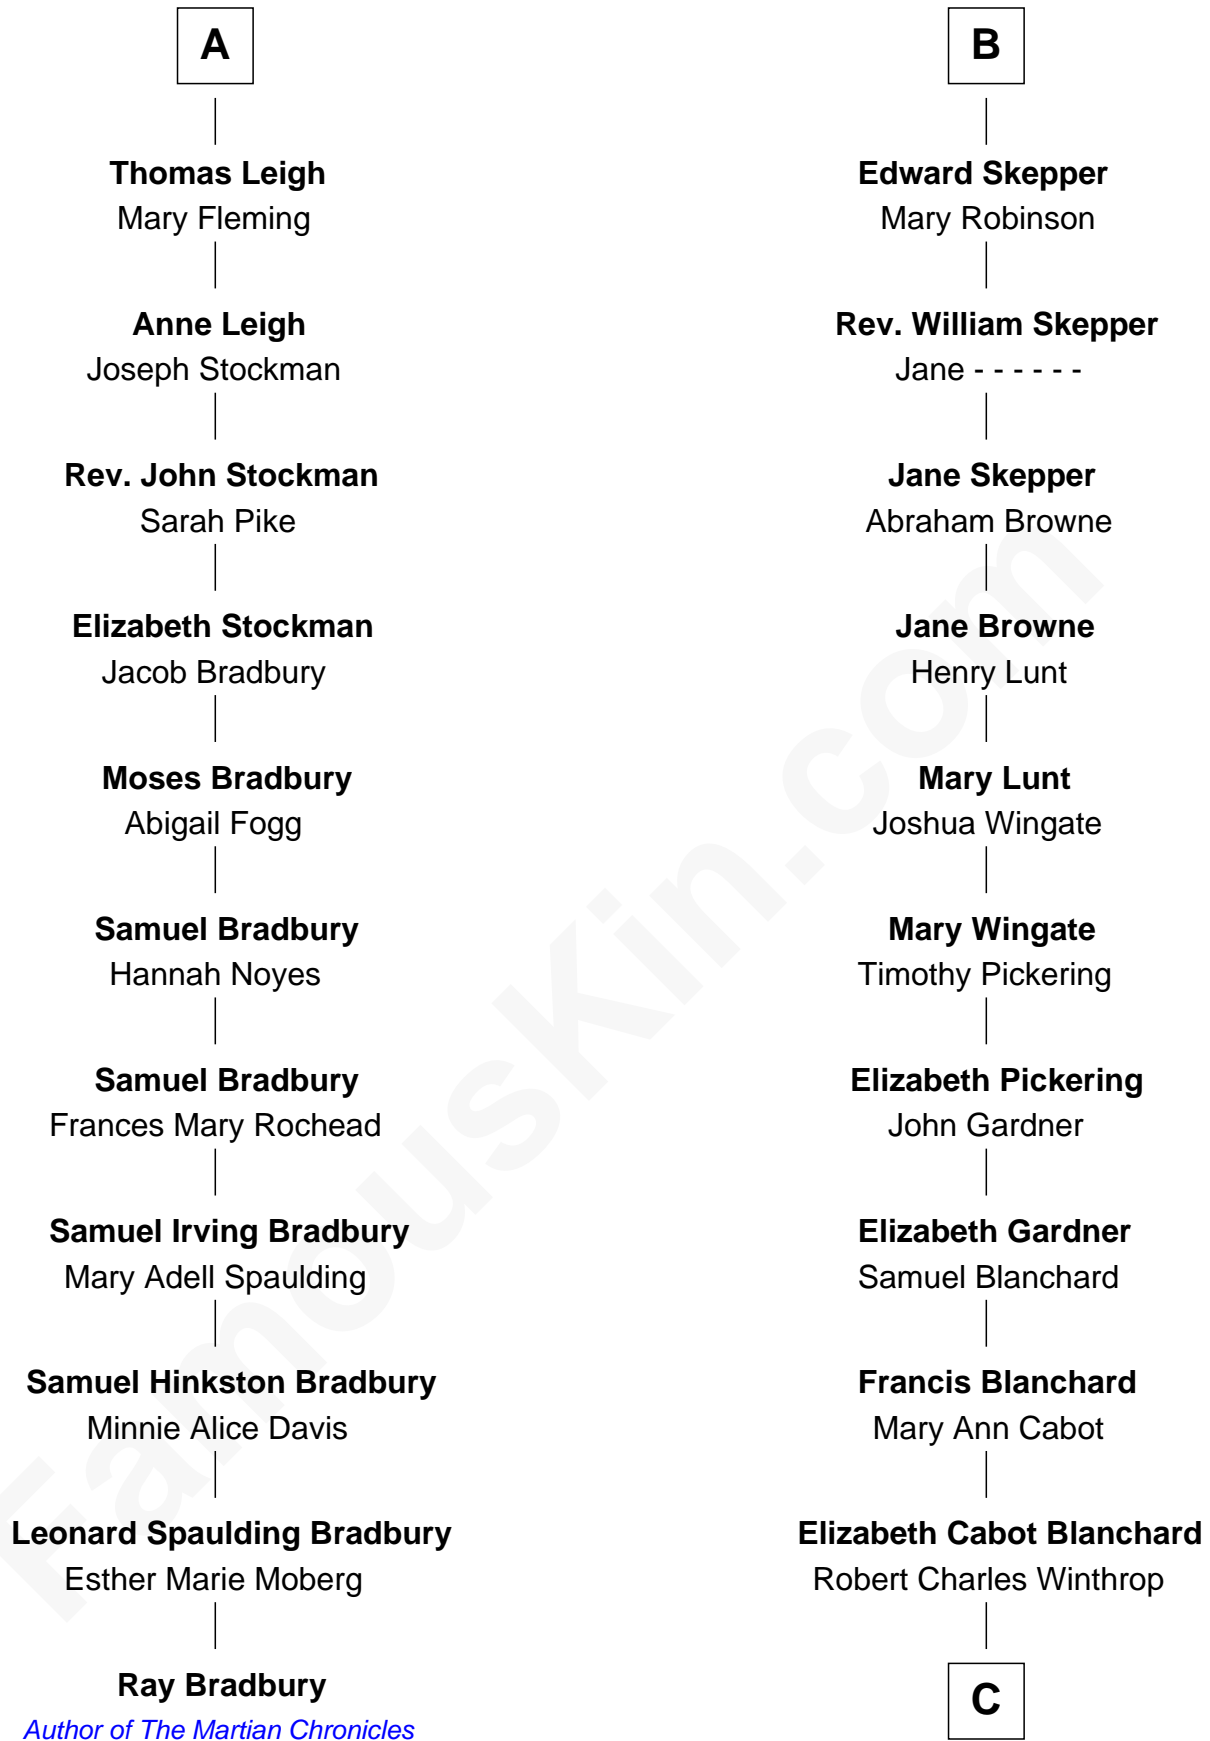 A
Thomas Leigh
Mary Fleming
Anne Leigh
Joseph Stockman
Rev. John Stockman
Sarah Pike
Elizabeth Stockman
Jacob Bradbury
Moses Bradbury
Abigail Fogg
Samuel Bradbury
Hannah Noyes
Samuel Bradbury
Frances Mary Rochead
Samuel Irving Bradbury
Mary Adell Spaulding
Samuel Hinkston Bradbury
Minnie Alice Davis
Leonard Spaulding Bradbury
Esther Marie Moberg
Ray Bradbury
Author of The Martian Chronicles
B
Edward Skepper
Mary Robinson
Rev. William Skepper
Jane - - - - - -
Jane Skepper
Abraham Browne
Jane Browne
Henry Lunt
Mary Lunt
Joshua Wingate
Mary Wingate
Timothy Pickering
Elizabeth Pickering
John Gardner
Elizabeth Gardner
Samuel Blanchard
Francis Blanchard
Mary Ann Cabot
Elizabeth Cabot Blanchard
Robert Charles Winthrop
C
FamousKin.com